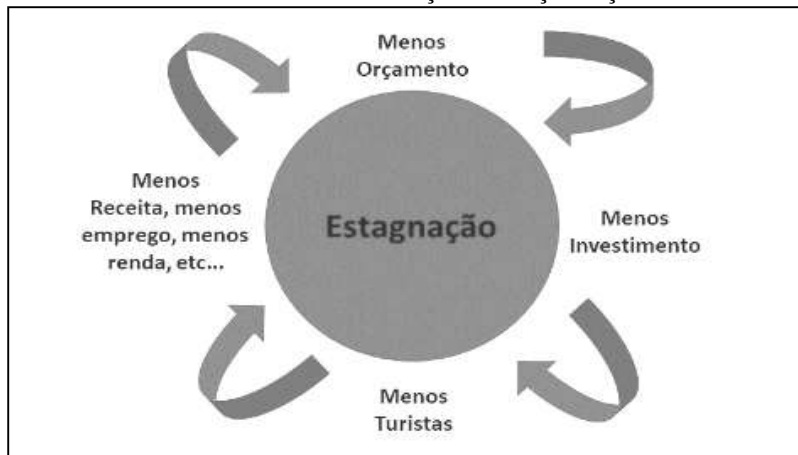 Menos
Orçamento
Menos
Receita, menos
emprego, menos
renda, etc...
Estagnação
Menos
Investimento
Menos
Turistas